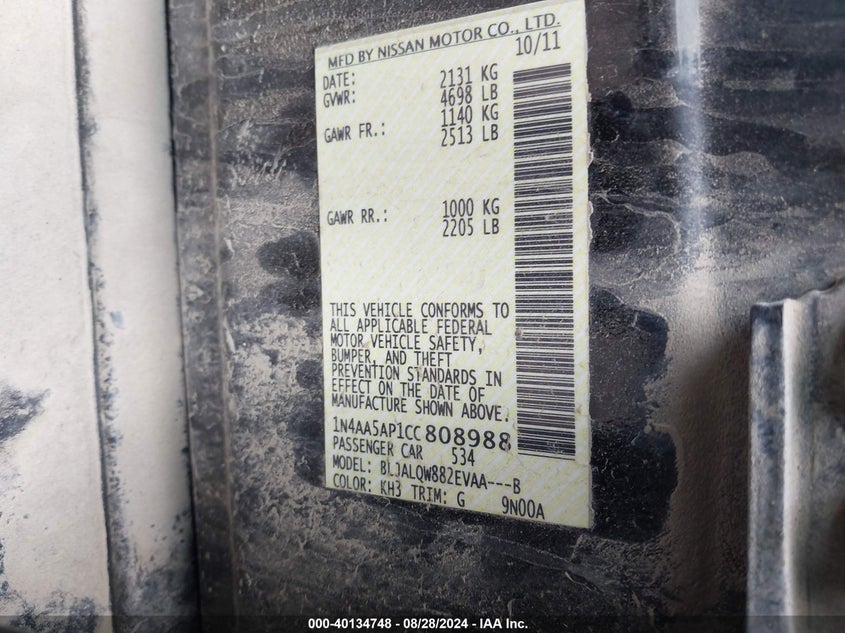 MFD BY NISSAN MOTOR CO., LTD.
DATE: 10/11
GVWR: 2131 KG
4698 LB
GAWR FR.: 1140 KG
2513 LB
GAWR RR.: 1000 KG
2205 LB
THIS VEHICLE CONFORMS TO
ALL APPLICABLE FEDERAL
MOTOR VEHICLE SAFETY,
BUMPER, AND THEFT
PREVENTION STANDARDS IN
EFFECT ON THE DATE OF
MANUFACTURE SHOWN ABOVE.
1N4AA5AP1CC808988
PASSENGER CAR 534
MODEL: BLJALQW882EVAA---B
COLOR: KH3 TRIM: G 9N00A
000-40134748 - 08/28/2024 - IAA Inc.